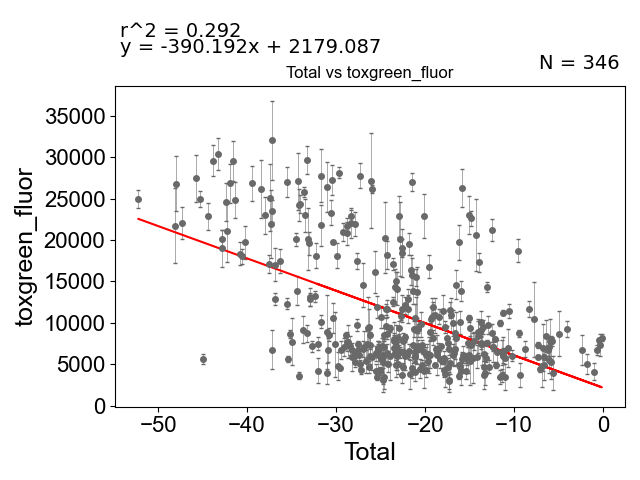 r^2 = 0.292
y = -390.192x + 2179.087
N = 346
Total vs toxgreen_fluor
35000
30000
25000
20000
15000
10000
5000
0
toxgreen_fluor
−50
−40
−30
−20
−10
0
Total